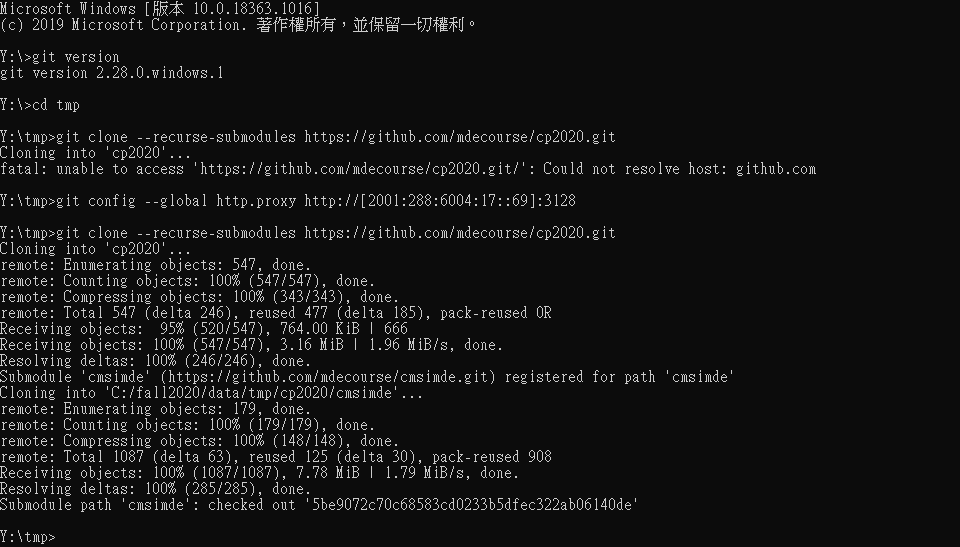 Microsoft Windows [版本 10.0.18363.1016]
(c) 2019 Microsoft Corporation. 著作權所有，並保留一切權利。
Y:\>git version
git version 2.28.0.windows.1
Y:\>cd tmp
Y:\tmp>git clone --recurse-submodules https://github.com/mdecourse/cp2020.git
Cloning into 'cp2020'...
fatal: unable to access 'https://github.com/mdecourse/cp2020.git/': Could not resolve host: github.com
Y:\tmp>git config --global http.proxy http://[2001:288:6004:17::69]:3128
Y:\tmp>git clone --recurse-submodules https://github.com/mdecourse/cp2020.git
Cloning into 'cp2020'...
remote: Enumerating objects: 547, done.
remote: Counting objects: 100% (547/547), done.
remote: Compressing objects: 100% (343/343), done.
remote: Total 547 (delta 246), reused 477 (delta 185), pack-reused 0R
Receiving objects:  95% (520/547), 764.00 KiB | 666
Receiving objects: 100% (547/547), 3.16 MiB | 1.96 MiB/s, done.
Resolving deltas: 100% (246/246), done.
Submodule 'cmsimde' (https://github.com/mdecourse/cmsimde.git) registered for path 'cmsimde'
Cloning into 'C:/fall2020/data/tmp/cp2020/cmsimde'...
remote: Enumerating objects: 179, done.
remote: Counting objects: 100% (179/179), done.
remote: Compressing objects: 100% (148/148), done.
remote: Total 1087 (delta 63), reused 125 (delta 30), pack-reused 908
Receiving objects: 100% (1087/1087), 7.78 MiB | 1.79 MiB/s, done.
Resolving deltas: 100% (285/285), done.
Submodule path 'cmsimde': checked out '5be9072c70c68583cd0233b5dfec322ab06140de'
Y:\tmp>